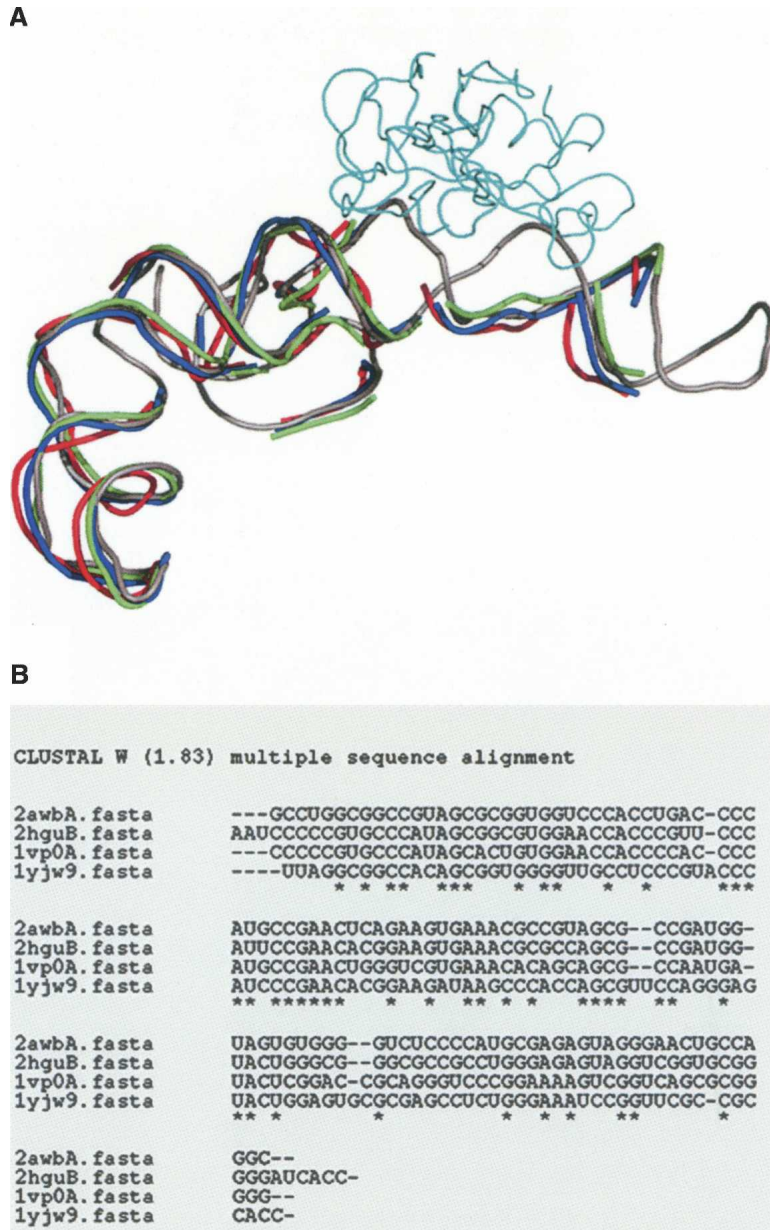 A
B
CLUSTAL W (1.83) multiple sequence alignment
2awbA.fasta ---GCCUGGCGGCCGUAGCGCGGUGGUCCCACCUGAC-CCC
2hguB.fasta AAUCCCCCGUGCCCAUAGCGGCGUGGAACCACCCGUU-CCC
1vp0A.fasta ---CCCCCGUGCCCAUAGCACUGUGGAACCACCCCAC-CCC
1yjw9.fasta ----UUAGGCGGCCACAGCGGUGGGGUUGCCUCCCGUACCC
* * ** *** * ** * * ***
2awbA.fasta AUGCCGAACUCAGAAGUGAAACGCCGUAGCG--CCGAUGG-
2hguB.fasta AUUCCGAACACGGAAGUGAAACGCGCCAGCG--CCGAUGG-
1vp0A.fasta AUGCCGAACUGGGUCGUGAAACACAGCAGCG--CCAAUGA-
1yjw9.fasta AUCCCGAACACGGAAGAUAAGCCCACCAGCGUUCCAGGGAG
** ****** * * ** * * **** ** *
2awbA.fasta UAGUGUGGG--GUCUCCCCAUGCGAGAGUAGGGAACUGCCA
2hguB.fasta UACUGGGCG--GGCGCCGCCUGGGAGAGUAGGUCGGUGCGG
1vp0A.fasta UACUCGGAC-CGCAGGGUCCCGGAAAAGUCGGUCAGCGCGG
1yjw9.fasta UACUGGAGUGCGCGAGCCUCUGGGAAAUCCGGUUCGC-CGC
** * * * * * ** *
2awbA.fasta GGC--
2hguB.fasta GGGAUCACC-
1vp0A.fasta GGG--
1yjw9.fasta CACC-